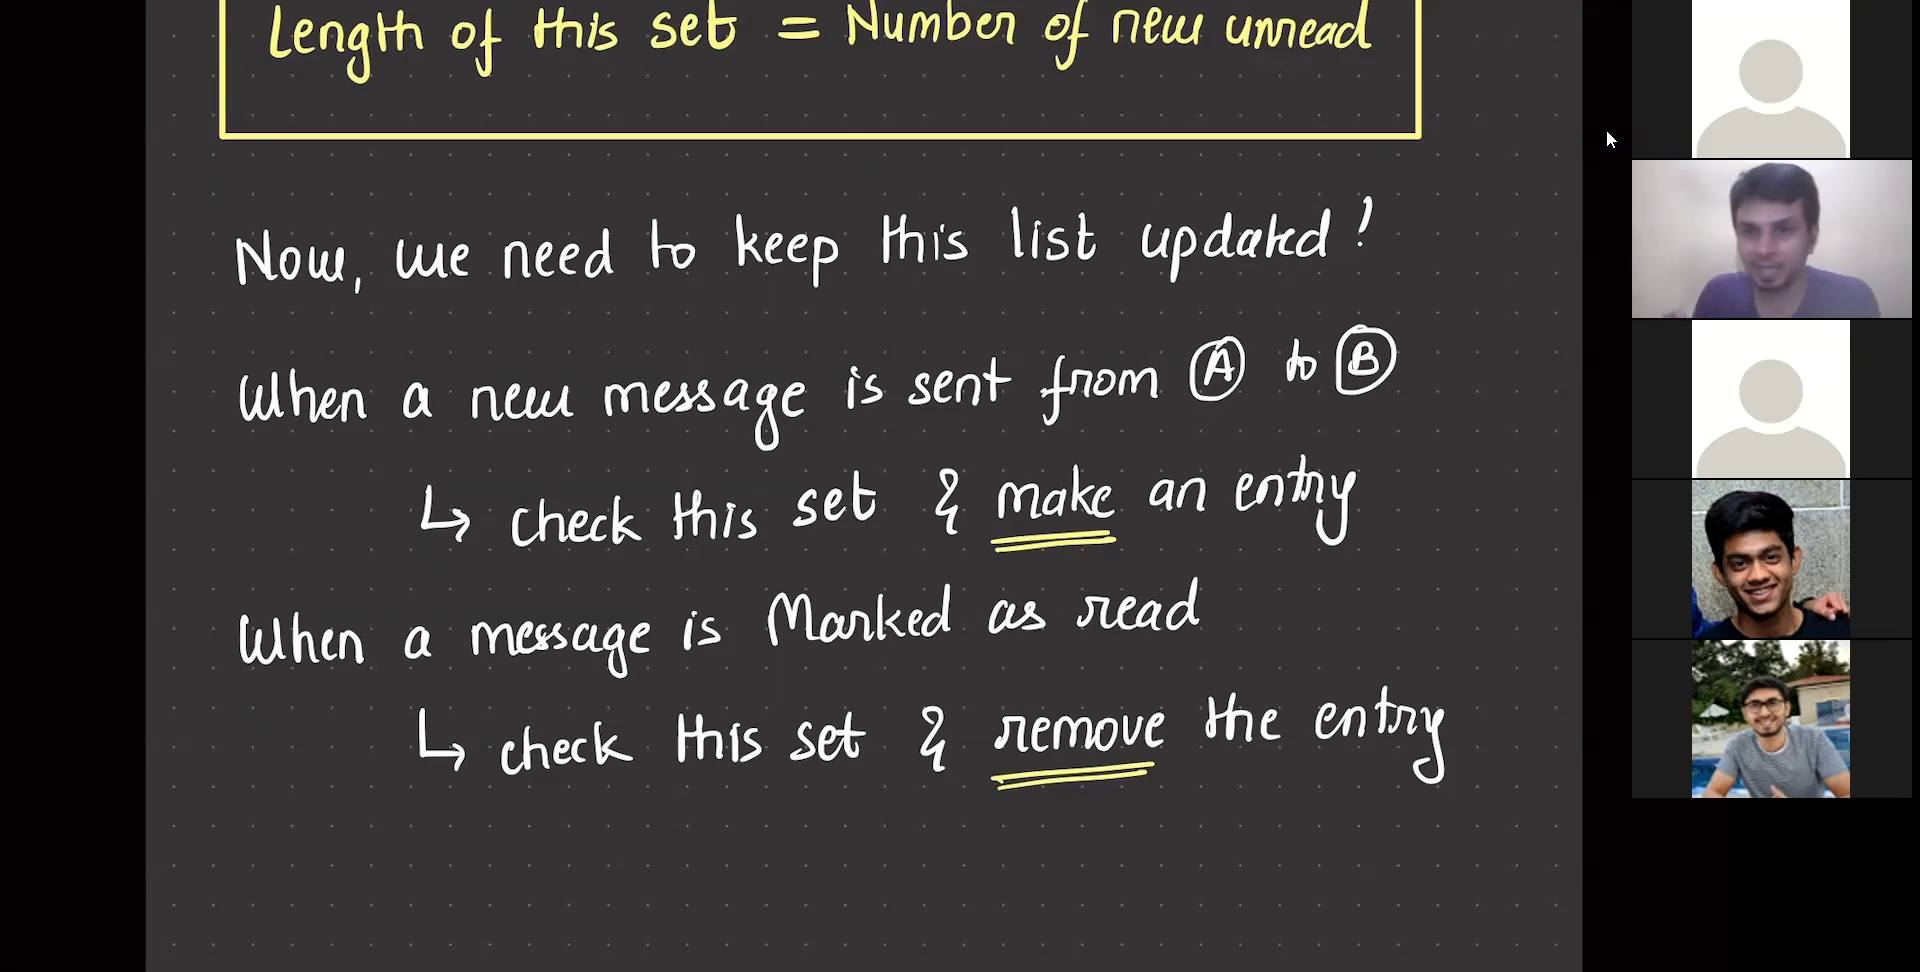 Length of this set = Number of new unread
Now, we need to keep this list updated!
When a new message is sent from A to B
↳ check this set & make an entry
When a message is Marked as read
↳ check this set & remove the entry